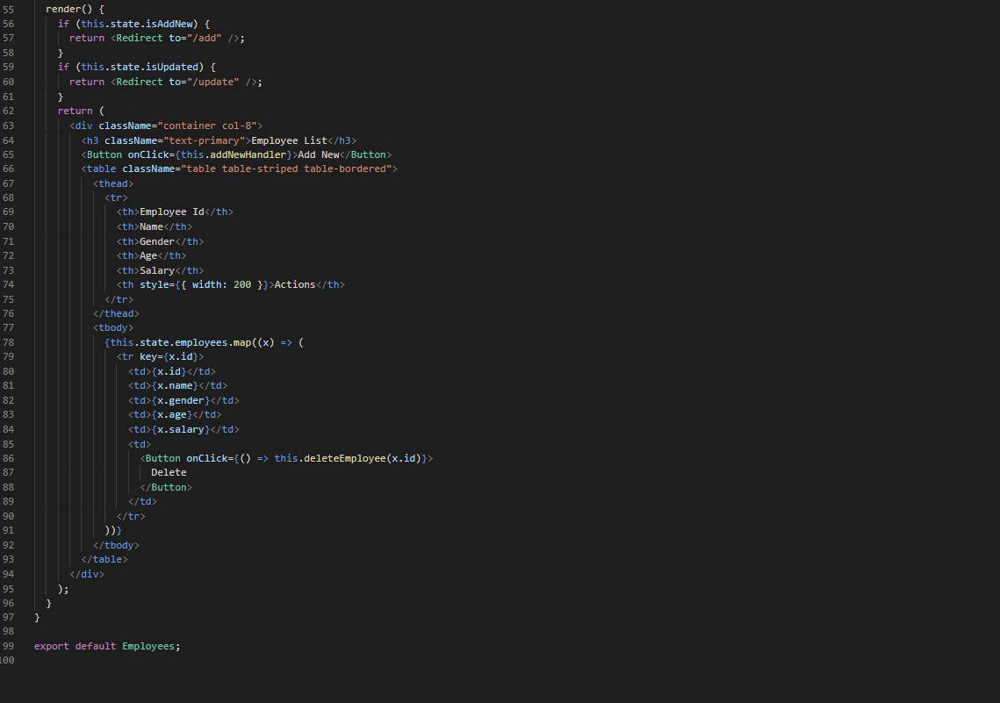 55 render() {
56 if (this.state.isAddNew) {
57 return <Redirect to="/add" />;
58 }
59 if (this.state.isUpdated) {
60 return <Redirect to="/update" />;
61 }
62 return (
63 <div className="container col-8">
64 <h3 className="text-primary">Employee List</h3>
65 <Button onClick={this.addNewHandler}>Add New</Button>
66 <table className="table table-striped table-bordered">
67 <thead>
68 <tr>
69 <th>Employee Id</th>
70 <th>Name</th>
71 <th>Gender</th>
72 <th>Age</th>
73 <th>Salary</th>
74 <th style={{ width: 200 }}>Actions</th>
75 </tr>
76 </thead>
77 <tbody>
78 {this.state.employees.map((x) => (
79 <tr key={x.id}>
80 <td>{x.id}</td>
81 <td>{x.name}</td>
82 <td>{x.gender}</td>
83 <td>{x.age}</td>
84 <td>{x.salary}</td>
85 <td>
86 <Button onClick={() => this.deleteEmployee(x.id)}>
87 Delete
88 </Button>
89 </td>
90 </tr>
91 ))}
92 </tbody>
93 </table>
94 </div>
95 );
96 }
97 }
98
99 export default Employees;
100